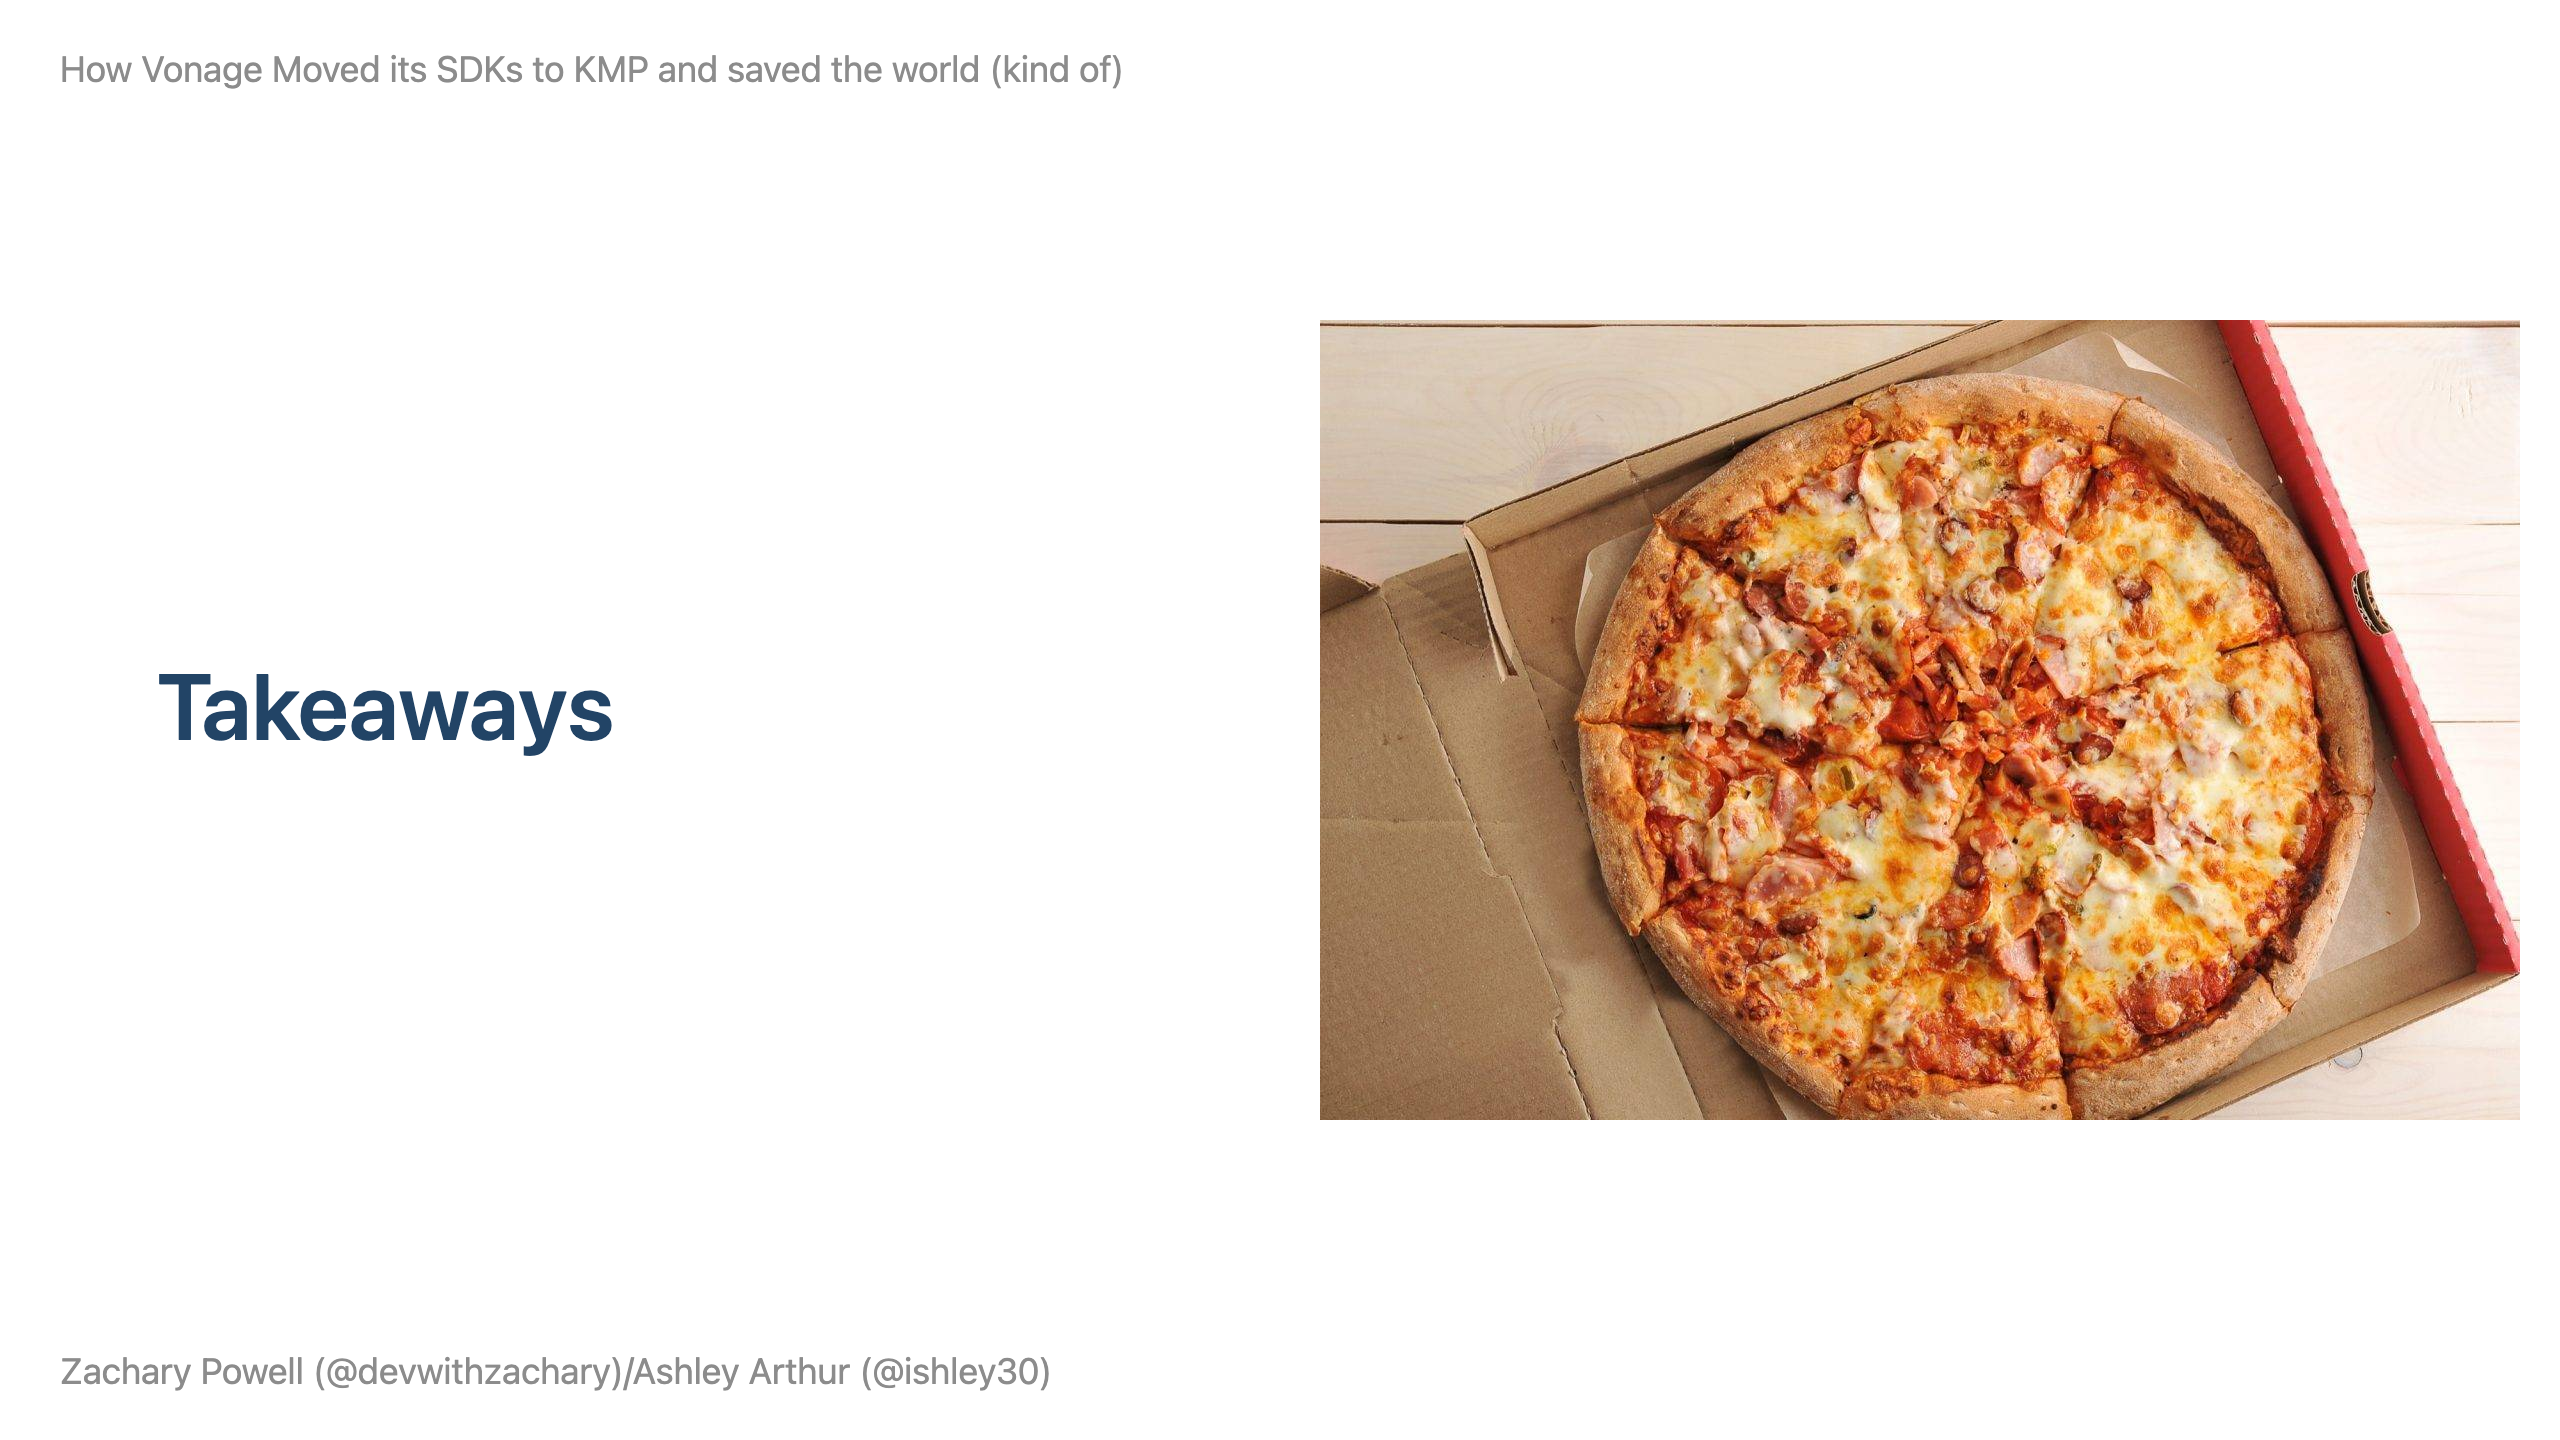 How Vonage Moved its SDKs to KMP and saved the world (kind of)
Takeaways
Zachary Powell (@devwithzachary)/Ashley Arthur (@ishley30)